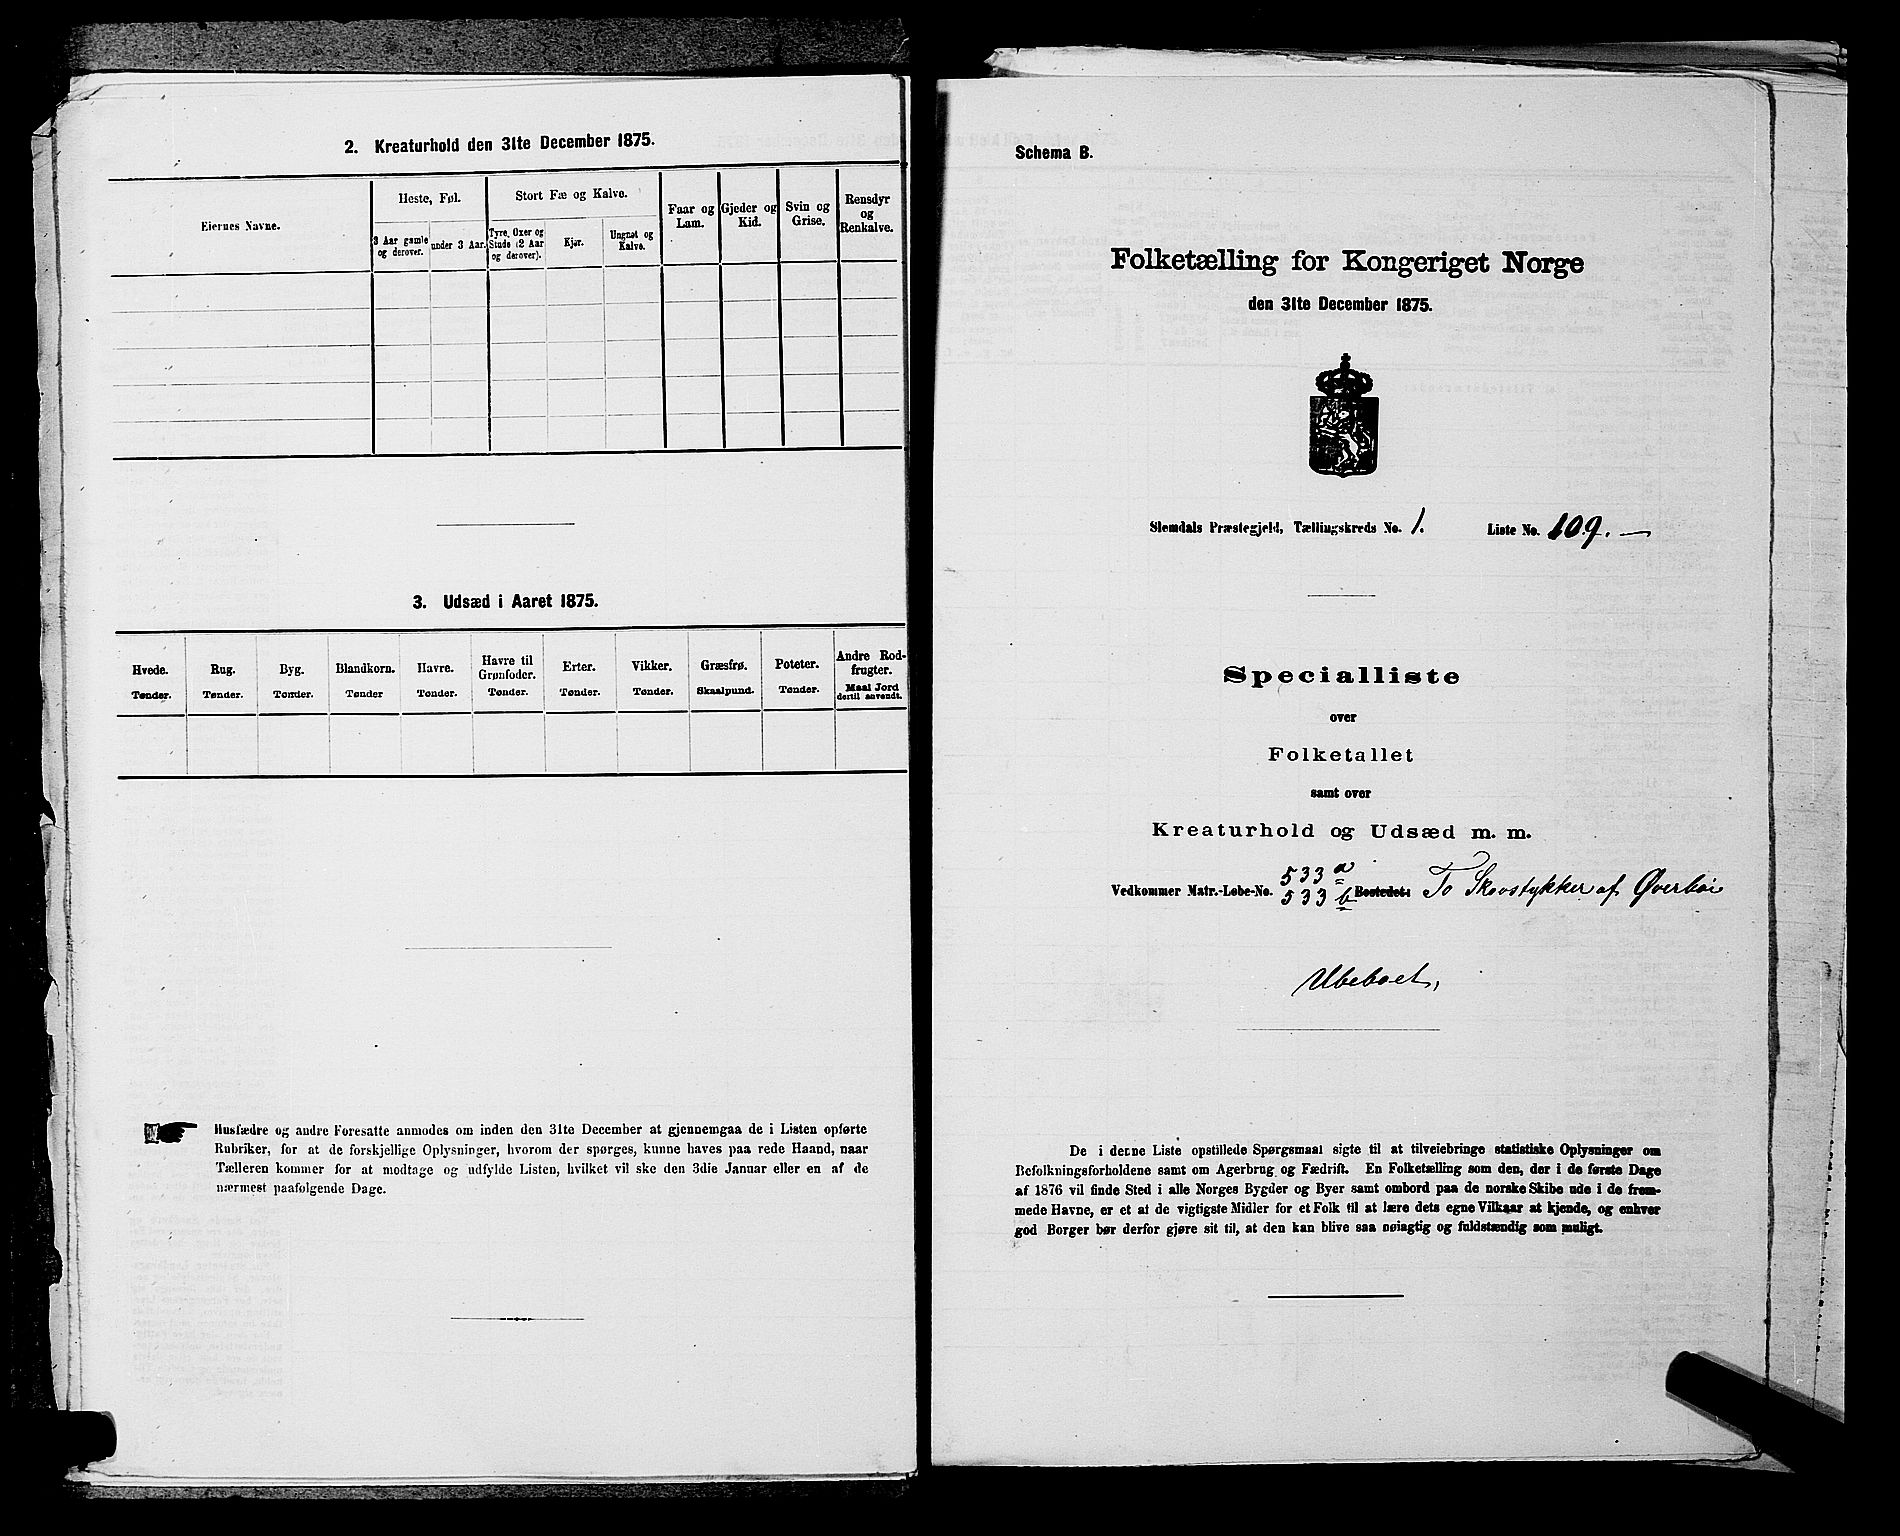 2. Kreaturhold den 31te December 1875.
Eiernes Navne.
Heste, Føl.
3 Aar gamle og derover.
under 3 Aar.
Stort Fæ og Kalve.
Tyre, Oxer og Stude (2 Aar og derover).
Kjør.
Ungnøt og Kalve.
Faar og Lam.
Gjeder og Kid.
Svin og Grise.
Rensdyr og Renkalve.
3. Udsæd i Aaret 1875.
Hvede. Tønder.
Rug. Tønder.
Byg. Tønder.
Blandkorn. Tønder
Havre. Tønder.
Havre til Grønfoder. Tønder.
Erter. Tønder.
Vikker. Tønder.
Græsfrø. Skaalpund.
Poteter. Tønder.
Andre Rodfrugter. Maal Jord dertil anvendt.
Husfædre og andre Foresatte anmodes om inden den 31te December at gjennemgaa de i Listen opførte
Rubriker, for at de forskjellige Oplysninger, hvorom der spørges, kunne haves paa rede Haand, naar
Tælleren kommer for at modtage og udfylde Listen, hvilket vil ske den 3die Januar eller en af de
nærmest paafølgende Dage.
Schema B.
Folketælling for Kongeriget Norge
den 31te December 1875.
Slemdals Præstegjeld, Tællingskreds No. 1. Liste No. 109. —
Specialliste
over
Folketallet
samt over
Kreaturhold og Udsæd m. m.
Vedkommer Matr.-Løbe-No. 533 a 533 b Bostedet: To Skovstykker af Øverbøe
Ubeboet,
De i denne Liste opstillede Spørgsmaal sigte til at tilveiebringe statistiske Oplysninger om
Befolkningsforholdene samt om Agerbrug og Fædrift. En Folketælling som den, der i de første Dage
af 1876 vil finde Sted i alle Norges Bygder og Byer samt ombord paa de norske Skibe ude i de frem-
mede Havne, er et af de vigtigste Midler for et Folk til at lære dets egne Vilkaar at kjende, og enhver
god Borger bør derfor gjøre sit til, at den kan blive saa nøiagtig og fuldstændig som muligt.